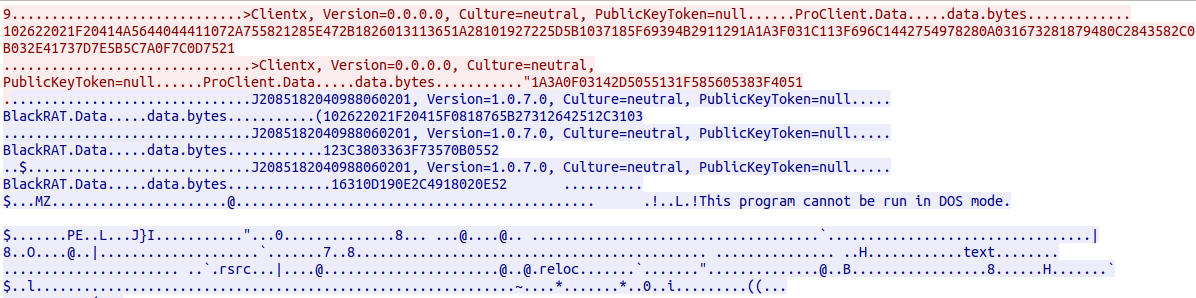 9............................>Clientx, Version=0.0.0.0, Culture=neutral, PublicKeyToken=null......ProClient.Data.....data.bytes.............
102622021F20414A5644044411072A755821285E472B1826013113651A28101927225D5B1037185F69394B2911291A1A3F031C113F696C1442754978280A031673281879480C2843582C0
B032E41737D7E5B5C7A0F7C0D7521
...............................>Clientx, Version=0.0.0.0, Culture=neutral,
PublicKeyToken=null......ProClient.Data.....data.bytes..........."1A3A0F03142D5055131F585605383F4051
...............................J2085182040988060201, Version=1.0.7.0, Culture=neutral, PublicKeyToken=null.....
BlackRAT.Data.....data.bytes...........(102622021F20415F0818765B27312642512C3103
...............................J2085182040988060201, Version=1.0.7.0, Culture=neutral, PublicKeyToken=null.....
BlackRAT.Data.....data.bytes............123C3803363F73570B0552
..$............................J2085182040988060201, Version=1.0.7.0, Culture=neutral, PublicKeyToken=null.....
BlackRAT.Data.....data.bytes.............16310D190E2C4918020E52 ..........
$...MZ......................@............................................. .!..L.!This program cannot be run in DOS mode.
$.......PE..L...J}I..........."...0..............8... ...@....@.. ....................................`.................................|
8..O....@..|....................`.......7..8............................................. ............... ..H............text........
...................... ..`.rsrc...|....@......................@..@.reloc.......`.......".............@..B.................8......H.......`
$..l............................................................~....*.......*..0..i.........((...